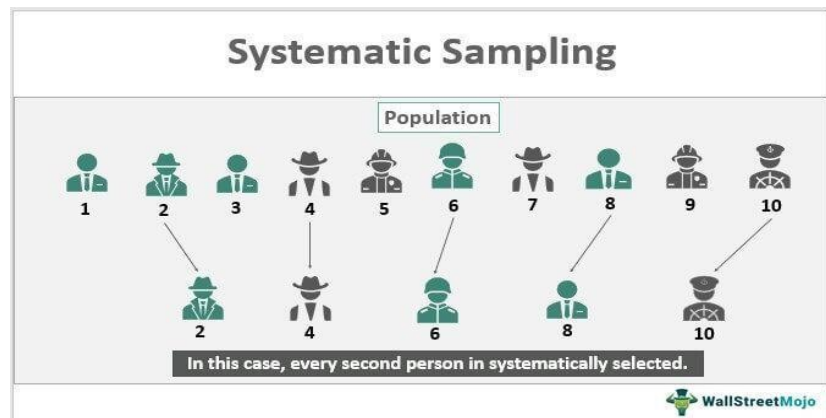 Systematic Sampling
Population
1 2 3 4 5 6 7 8 9 10
2 4 6 8 10
In this case, every second person in systematically selected.
WallStreetMojo